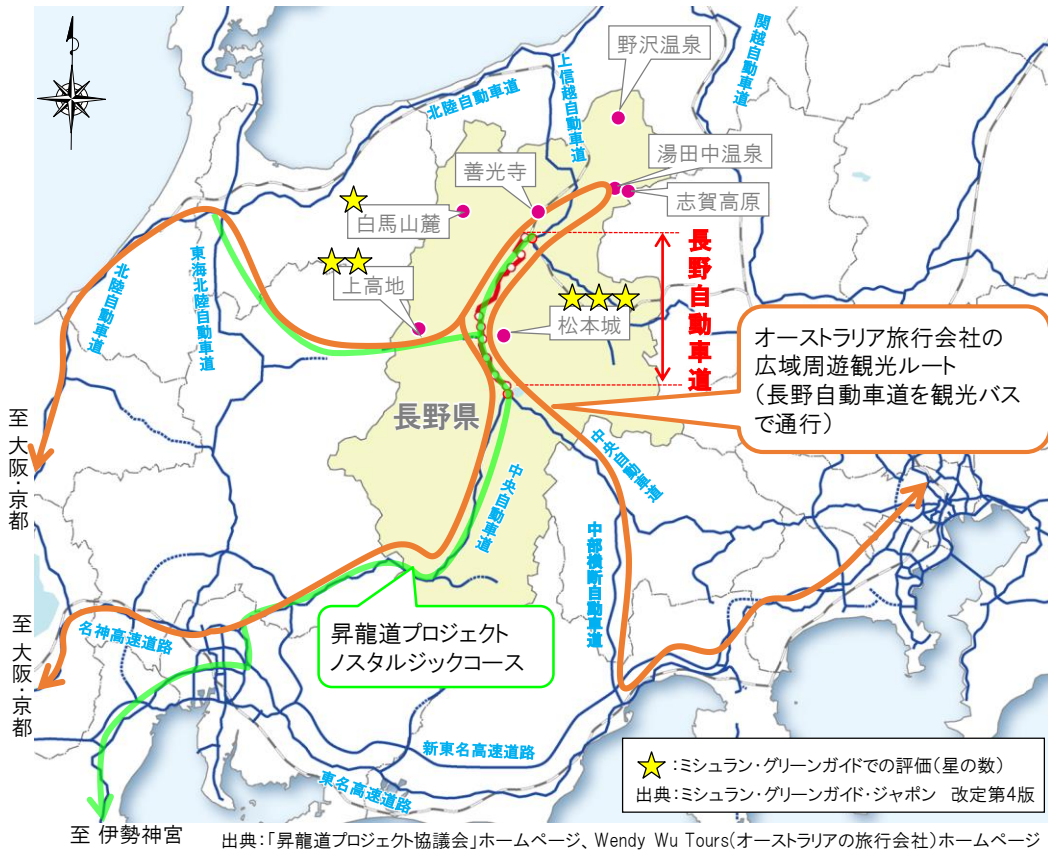 野沢温泉
関越自動車道
上信越自動車道
北陸自動車道
湯田中温泉
善光寺
志賀高原
白馬山麓
長野自動車道
上高地
松本城
北陸自動車道
東海北陸自動車道
オーストラリア旅行会社の
広域周遊観光ルート
(長野自動車道を観光バス
で通行)
長野県
至 大阪・京都
中央自動車道
中央自動車道
中部横断自動車道
昇龍道プロジェクト
ノスタルジックコース
名神高速道路
至 大阪・京都
新東名高速道路
東名高速道路
:ミシュラン・グリーンガイドでの評価(星の数)
出典:ミシュラン・グリーンガイド・ジャポン 改定第4版
至 伊勢神宮
出典:「昇龍道プロジェクト協議会」ホームページ、Wendy Wu Tours(オーストラリアの旅行会社)ホームページ